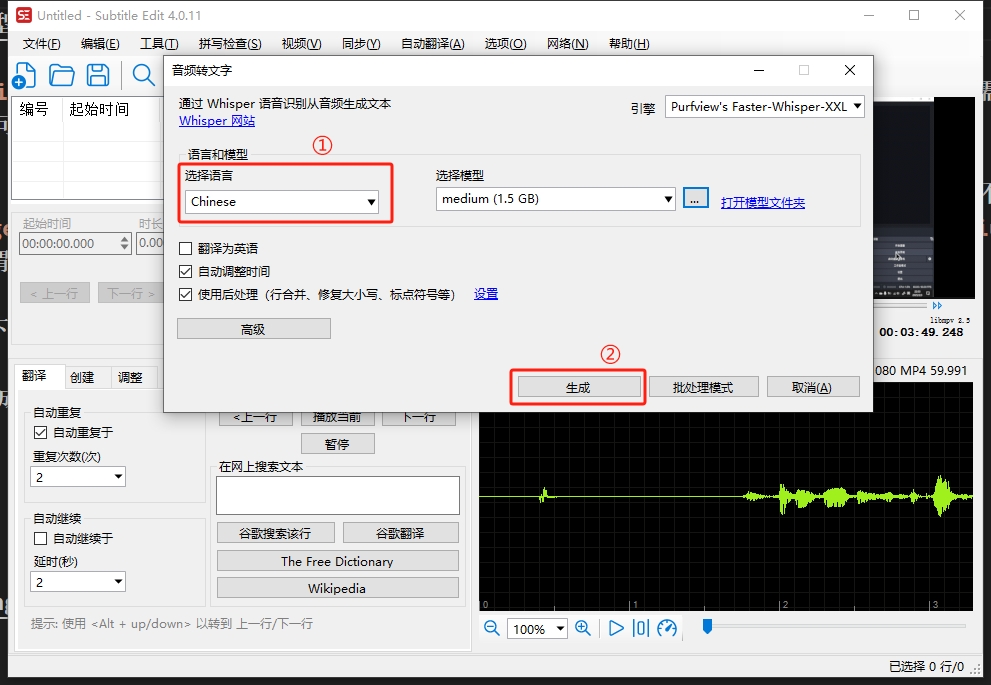 Untitled - Subtitle Edit 4.0.11
文件(F) 编辑(E) 工具(T) 拼写检查(S) 视频(V) 同步(Y) 自动翻译(A) 选项(O) 网络(N) 帮助(H)
编号 起始时间
起始时间 时长
00:00:00.000 0.00
< 上一行 下一行 >
音频转文字
通过 Whisper 语音识别从音频生成文本
Whisper 网站
引擎 Purfview's Faster-Whisper-XXL
①
语言和模型
选择语言
Chinese
选择模型
medium (1.5 GB) ... 打开模型文件夹
翻译为英语
自动调整时间
使用后处理（行合并、修复大小写、标点符号等） 设置
高级
②
生成 批处理模式 取消(A)
libmpv 2.5
00:03:49.248
080 MP4 59.991
翻译 创建 调整
自动重复
自动重复于
重复次数(次)
2
自动继续
自动继续于
延时(秒)
2
提示: 使用 <Alt + up/down> 以转到 上一行/下一行
<上一行 播放当前 下一行
暂停
在网上搜索文本
谷歌搜索该行 谷歌翻译
The Free Dictionary
Wikipedia
0 1 2 3
100%
已选择 0 行/0